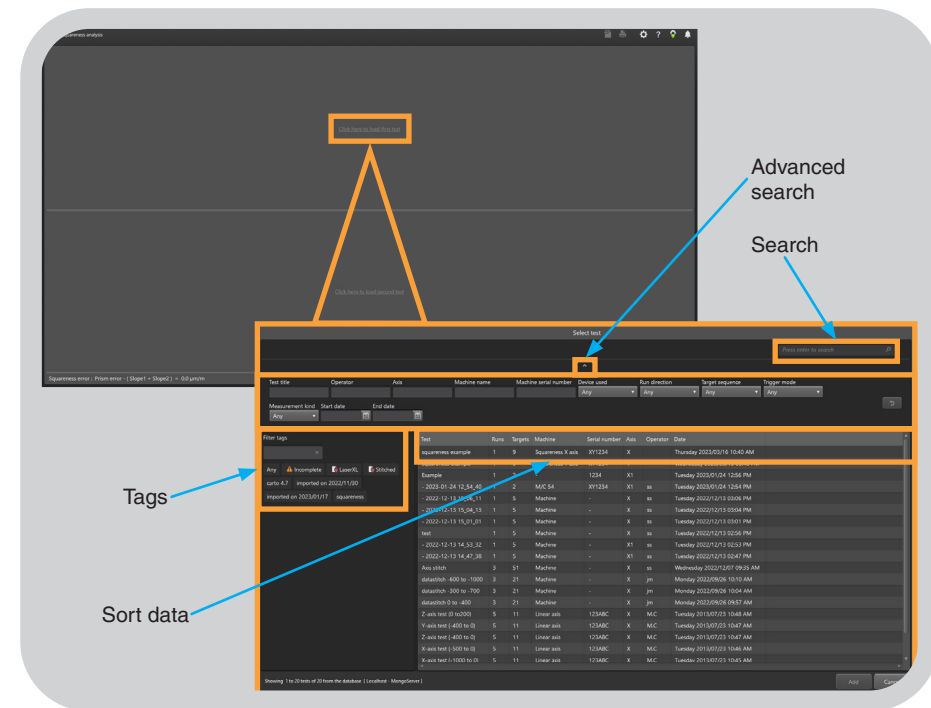 squareness analysis
?
Click here to load first test
Click here to load second test
Squareness error : Prism error - ( Slope1 + Slope2 ) = 0.0 μm/m
Advanced
search
Search
Tags
Sort data
Select test
Press enter to search
Test title Operator Axis Machine name Machine serial number Device used Run direction Target sequence Trigger mode
Any Any Any Any
Measurement kind Start date End date
Any
Filter tags
Any Incomplete LaserXL Stitched
carto 4.7 imported on 2022/11/30
imported on 2023/01/17 squareness
Test Runs Targets Machine Serial number Axis Operator Date
squareness example 1 9 Squareness X axis XY1234 X Thursday 2023/03/16 10:40 AM
Example 1 1234 X1 Tuesday 2023/01/24 12:56 PM
- 2023-01-24 12_54_40 1 2 M/C 54 XY1234 X1 ss Tuesday 2023/01/24 12:54 PM
- 2022-12-13 1 5 Machine - X1 ss Tuesday 2022/12/13 03:06 PM
- 2022-12-13 15_04_13 1 5 Machine - X ss Tuesday 2022/12/13 03:04 PM
- 2022-12-13 15_01_01 1 5 Machine - X ss Tuesday 2022/12/13 03:01 PM
test 1 5 Machine - X ss Tuesday 2022/12/13 02:56 PM
- 2022-12-13 14_53_32 1 5 Machine - X1 ss Tuesday 2022/12/13 02:53 PM
- 2022-12-13 14_47_38 1 5 Machine - X1 ss Tuesday 2022/12/13 02:47 PM
Axis stitch 3 51 Machine - X ss Wednesday 2022/12/07 09:35 AM
datastitch -600 to -1000 3 21 Machine - X jm Monday 2022/09/26 10:10 AM
datastitch -300 to -700 3 21 Machine - X jm Monday 2022/09/26 10:04 AM
datastitch 0 to -400 3 21 Machine - X jm Monday 2022/09/26 09:57 AM
Z-axis test (0 to200) 5 11 Linear axis 123ABC X M.C Tuesday 2013/07/23 10:48 AM
Y-axis test (-400 to 0) 5 11 Linear axis 123ABC X M.C Tuesday 2013/07/23 10:47 AM
Z-axis test (-400 to 0) 5 11 Linear axis 123ABC X M.C Tuesday 2013/07/23 10:47 AM
X-axis test (-500 to 0) 5 11 Linear axis 123ABC X M.C Tuesday 2013/07/23 10:46 AM
X-axis test (-1000 to 0) 5 11 Linear axis 123ABC X M.C Tuesday 2013/07/23 10:45 AM
Showing 1 to 20 tests of 20 from the database ( Localhost - MongoServer )
Add